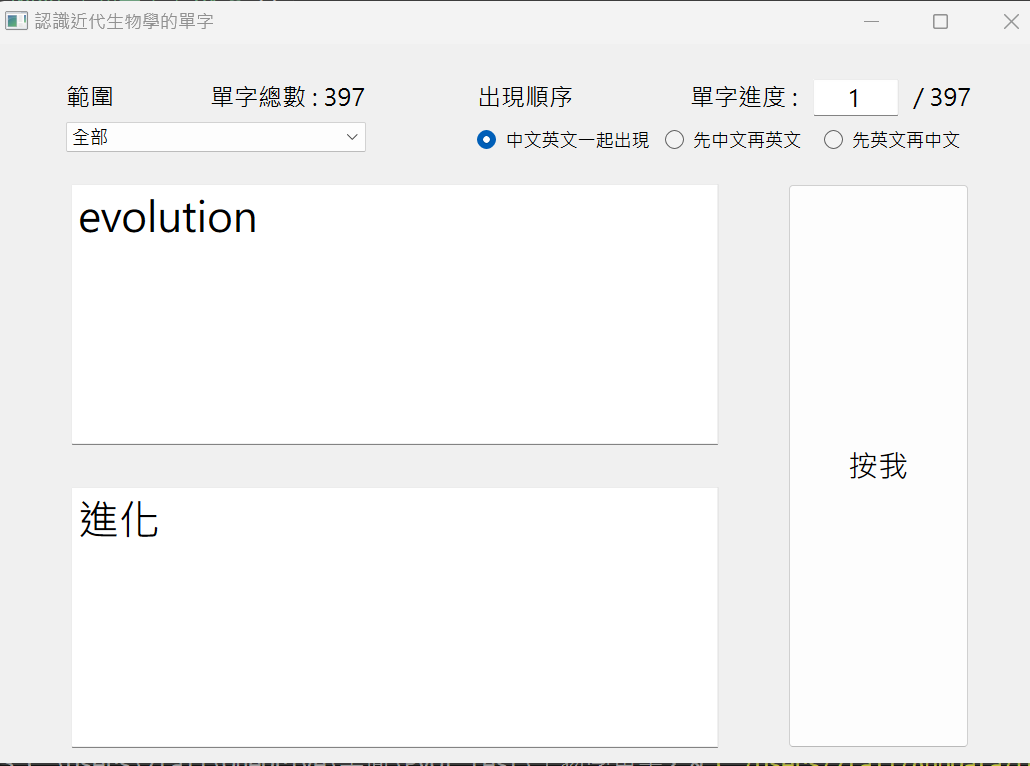 認識近代生物學的單字
範圍 單字總數 : 397 出現順序 單字進度 : 1 / 397
全部 中文英文一起出現 先中文再英文 先英文再中文
evolution
按我
進化